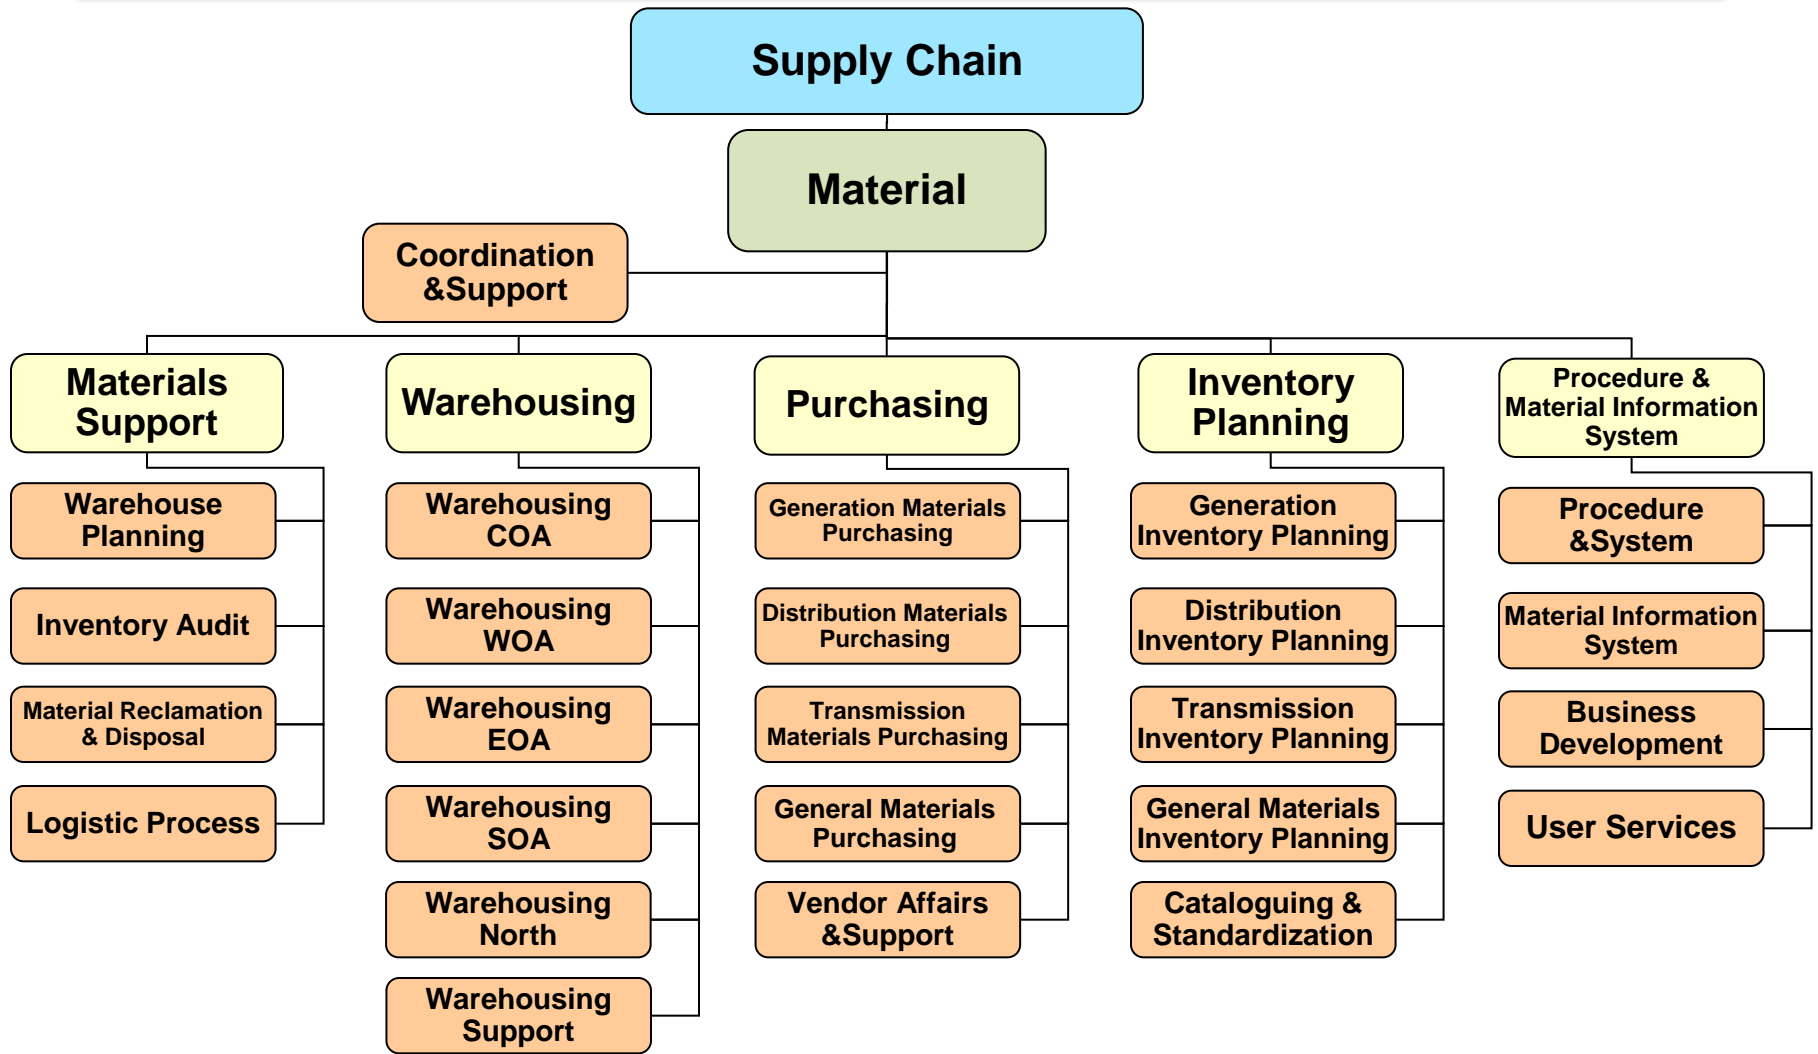 Supply Chain
Material
Coordination
&Support
Materials
Support
Warehouse
Planning
Inventory Audit
Material Reclamation
& Disposal
Logistic Process
Warehousing
Warehousing
COA
Warehousing
WOA
Warehousing
EOA
Warehousing
SOA
Warehousing
North
Warehousing
Support
Purchasing
Generation Materials
Purchasing
Distribution Materials
Purchasing
Transmission
Materials Purchasing
General Materials
Purchasing
Vendor Affairs
&Support
Inventory
Planning
Generation
Inventory Planning
Distribution
Inventory Planning
Transmission
Inventory Planning
General Materials
Inventory Planning
Cataloguing &
Standardization
Procedure &
Material Information
System
Procedure
&System
Material Information
System
Business
Development
User Services